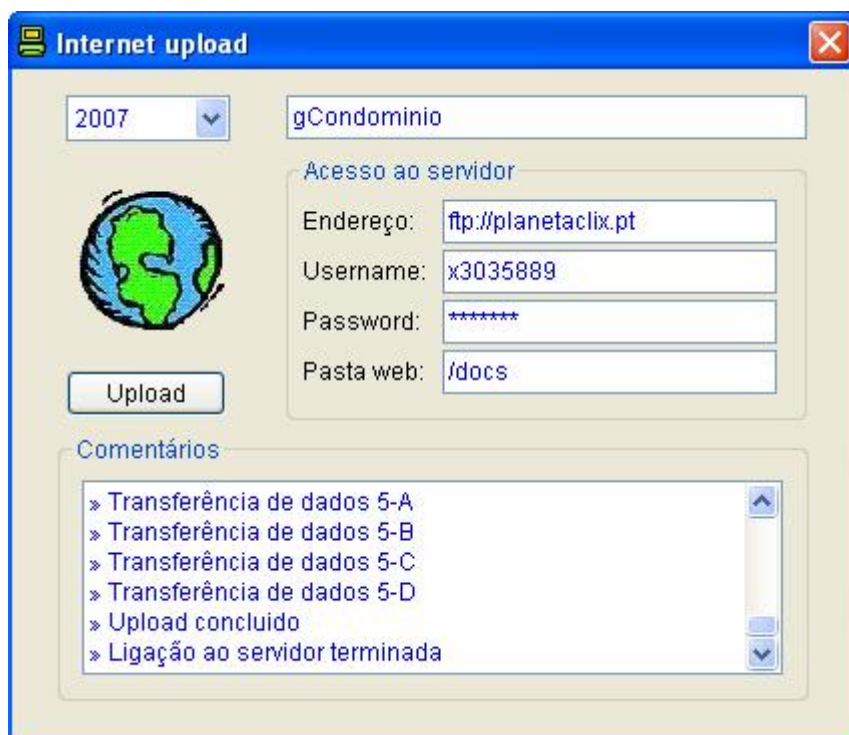 Internet upload
2007
gCondominio
Acesso ao servidor
Endereço: ftp://planetaclix.pt
Username: x3035889
Password: *******
Pasta web: /docs
Upload
Comentários
» Transferência de dados 5-A
» Transferência de dados 5-B
» Transferência de dados 5-C
» Transferência de dados 5-D
» Upload concluido
» Ligação ao servidor terminada